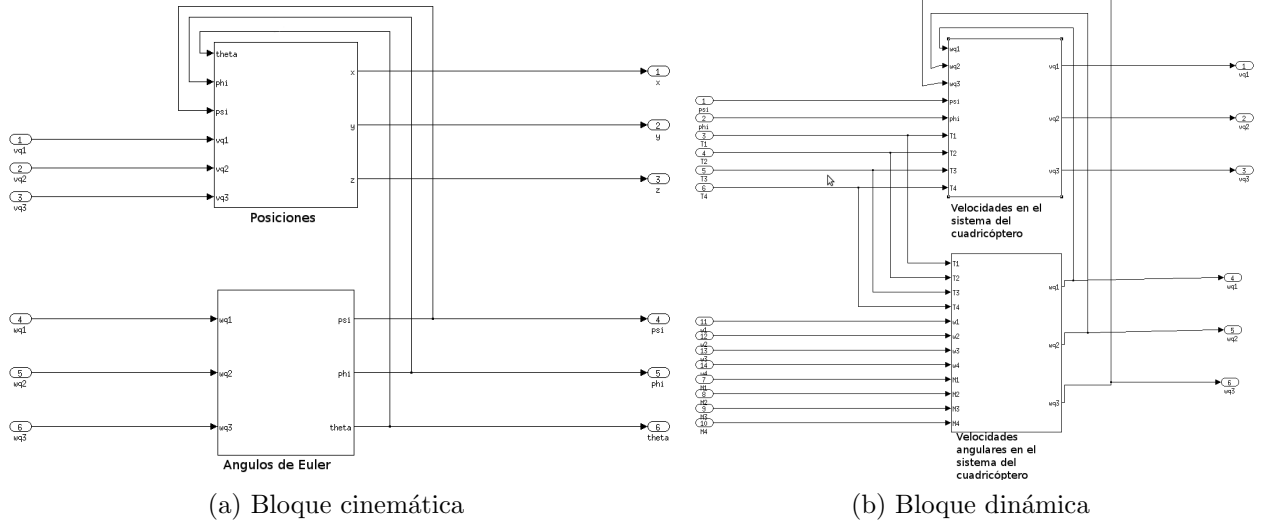 theta
phi
psi
vq1
vq2
vq3
x
y
z
1
vq1
2
vq2
3
vq3
1
x
2
y
3
z
Posiciones
wq1
wq2
wq3
psi
phi
theta
4
wq1
5
wq2
6
wq3
4
psi
5
phi
6
theta
Angulos de Euler
(a) Bloque cinemática
wq1
wq2
wq3
psi
phi
T1
T2
T3
T4
vq1
vq2
vq3
1
psi
2
phi
3
T1
4
T2
5
T3
6
T4
1
vq1
2
vq2
3
vq3
Velocidades en el
sistema del
cuadricóptero
T1
T2
T3
T4
w1
w2
w3
w4
M1
M2
M3
M4
wq1
wq2
wq3
11
w1
12
w2
13
w3
14
w4
7
M1
8
M2
9
M3
10
M4
4
wq1
5
wq2
6
wq3
Velocidades
angulares en el
sistema del
cuadricóptero
(b) Bloque dinámica